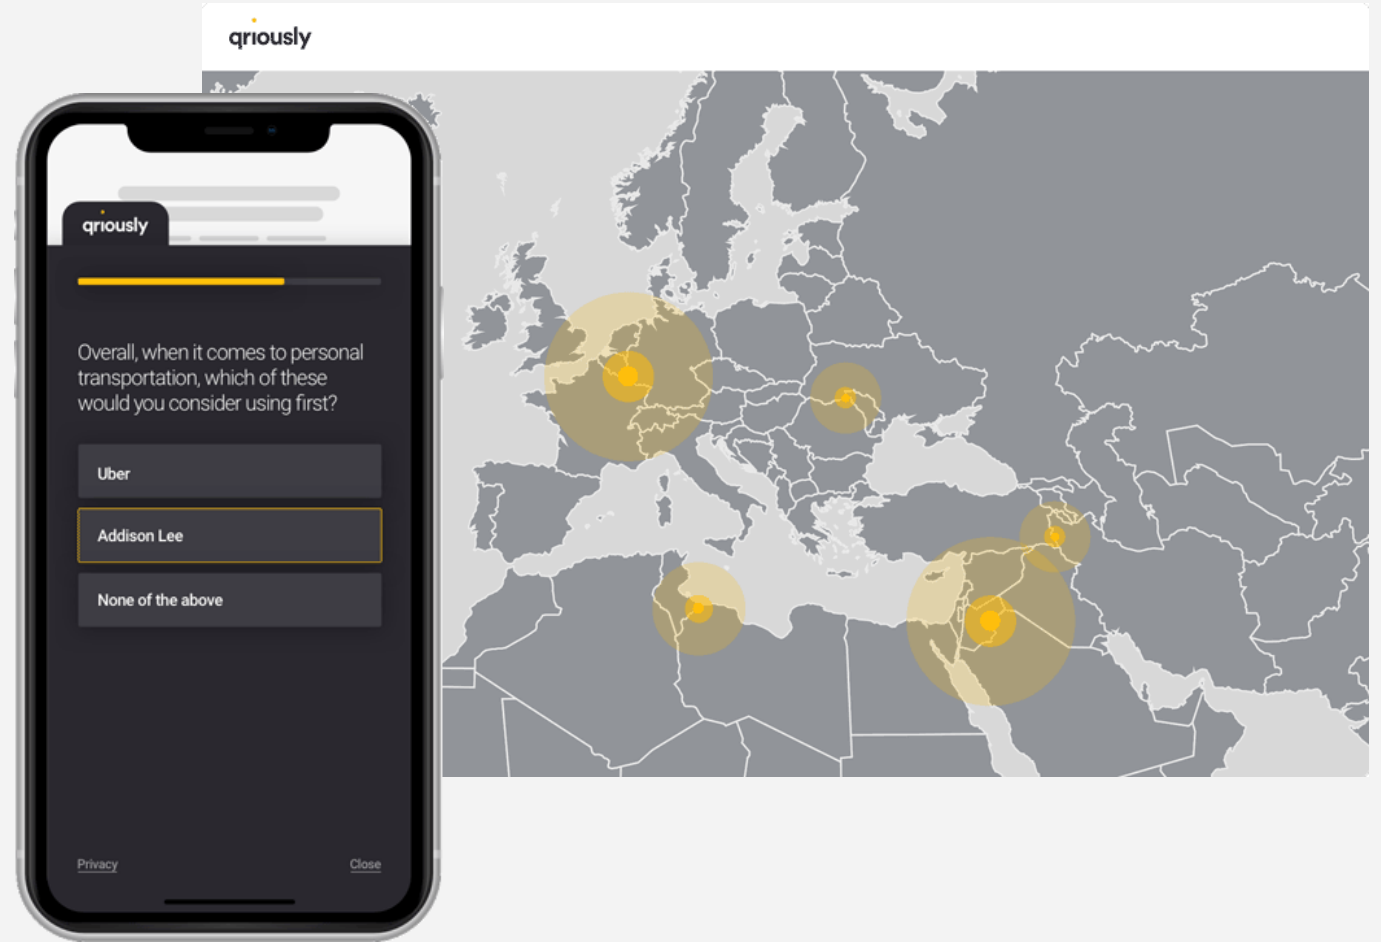 qriously
qriously
Overall, when it comes to personal
transportation, which of these
would you consider using first?
Uber
Addison Lee
None of the above
Privacy
Close